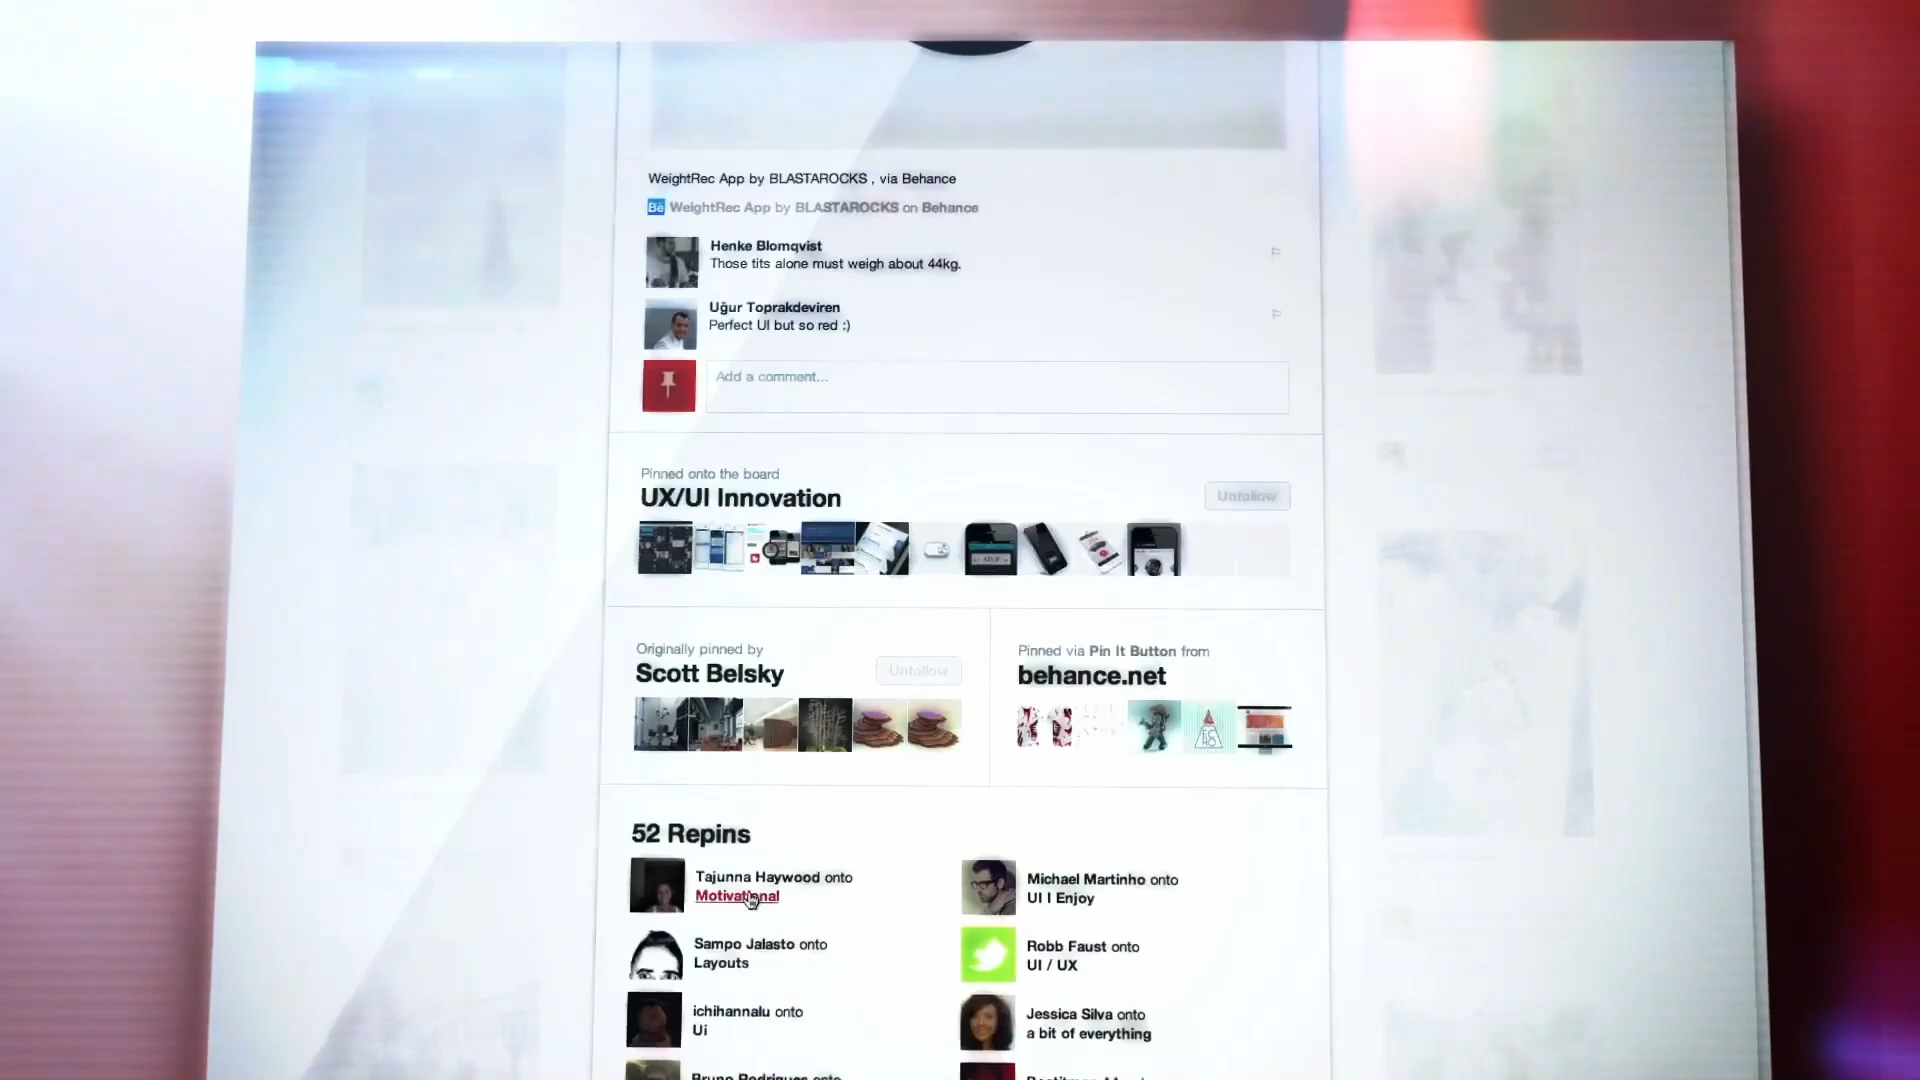 WeightRec App by BLASTAROCKS , via Behance
Bē WeightRec App by BLASTAROCKS on Behance
Henke Blomqvist
Those tits alone must weigh about 44kg.
Uğur Toprakdeviren
Perfect UI but so red :)
Add a comment...
Pinned onto the board
UX/UI Innovation
Unfollow
Originally pinned by
Scott Belsky
Unfollow
Pinned via Pin It Button from
behance.net
ECHO
52 Repins
Tajunna Haywood onto
Motivational
Michael Martinho onto
UI I Enjoy
Sampo Jalasto onto
Layouts
Robb Faust onto
UI / UX
ichihannalu onto
Ui
Jessica Silva onto
a bit of everything
Bruno Rodrigues onto